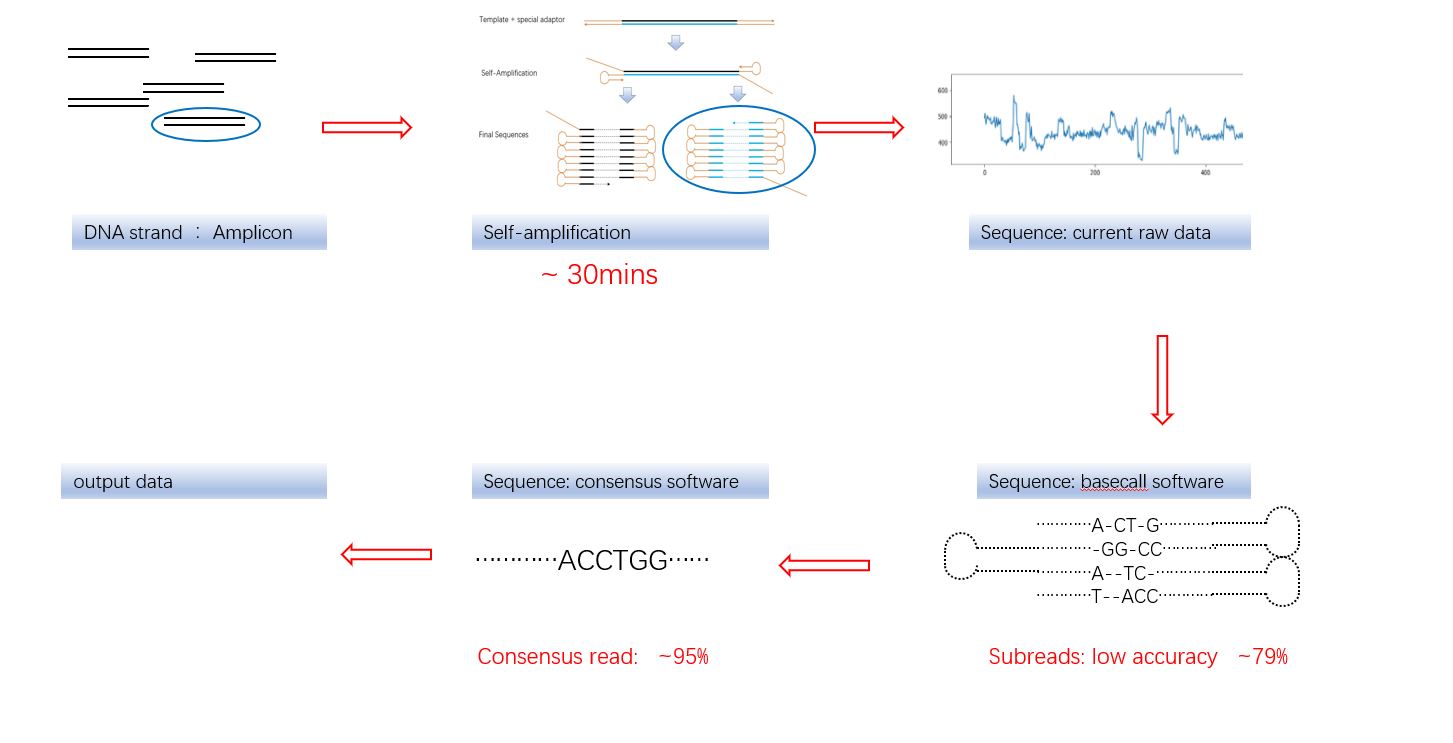 Template + special adaptor
Self-Amplification
Final Sequences
600
500
400
0
200
400
DNA strand ： Amplicon
Self-amplification
Sequence: current raw data
~ 30mins
output data
Sequence: consensus software
Sequence: basecall software
············ACCTGG······
A-CT-G
-GG-CC
A--TC-
T--ACC
Consensus read: ~95%
Subreads: low accuracy ~79%